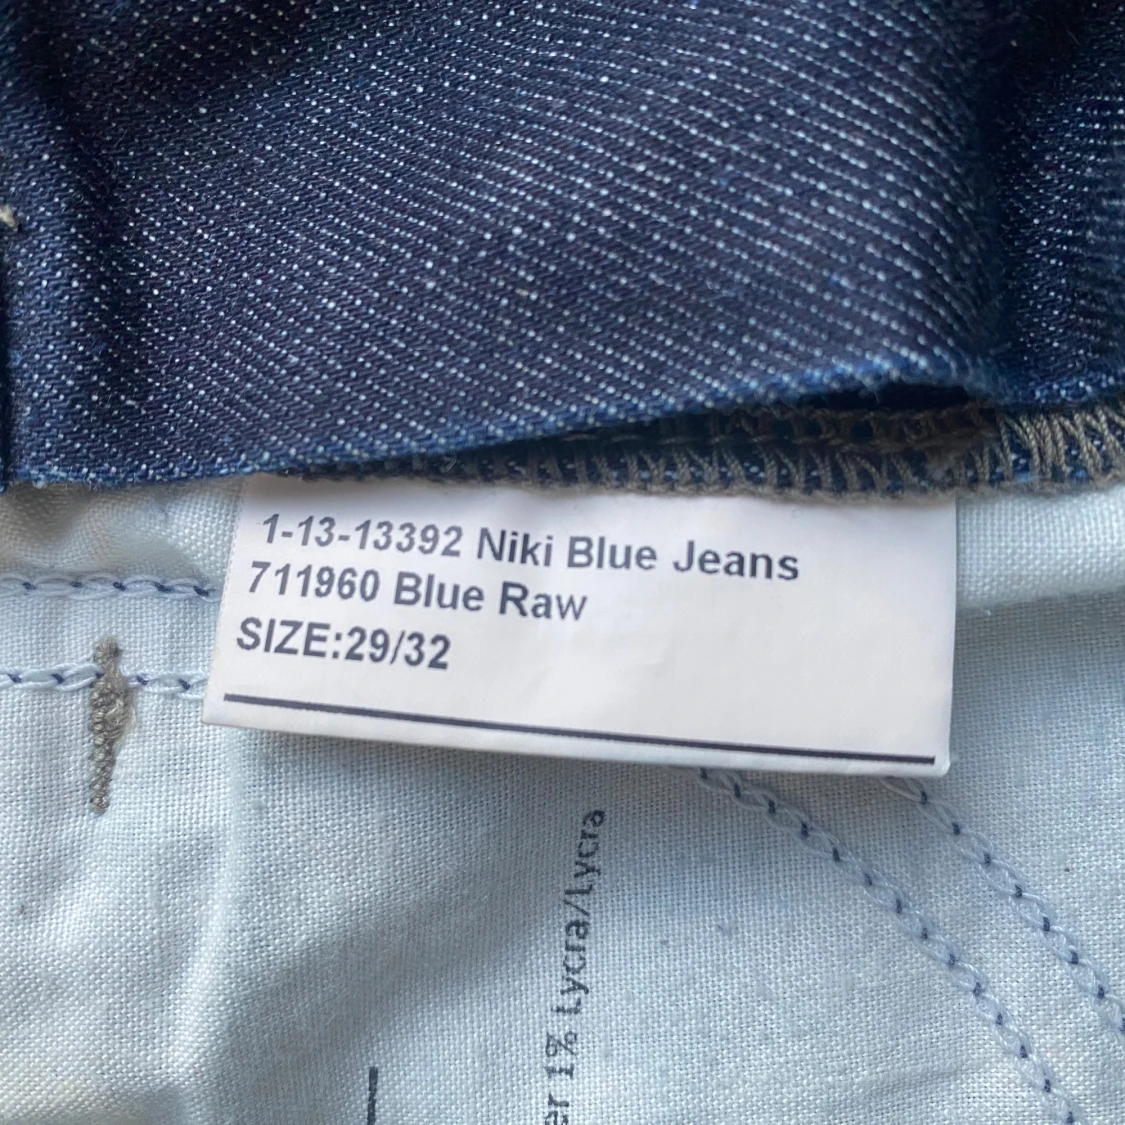 1-13-13392 Niki Blue Jeans
711960 Blue Raw
SIZE:29/32
er 1% Lycra/Lycra